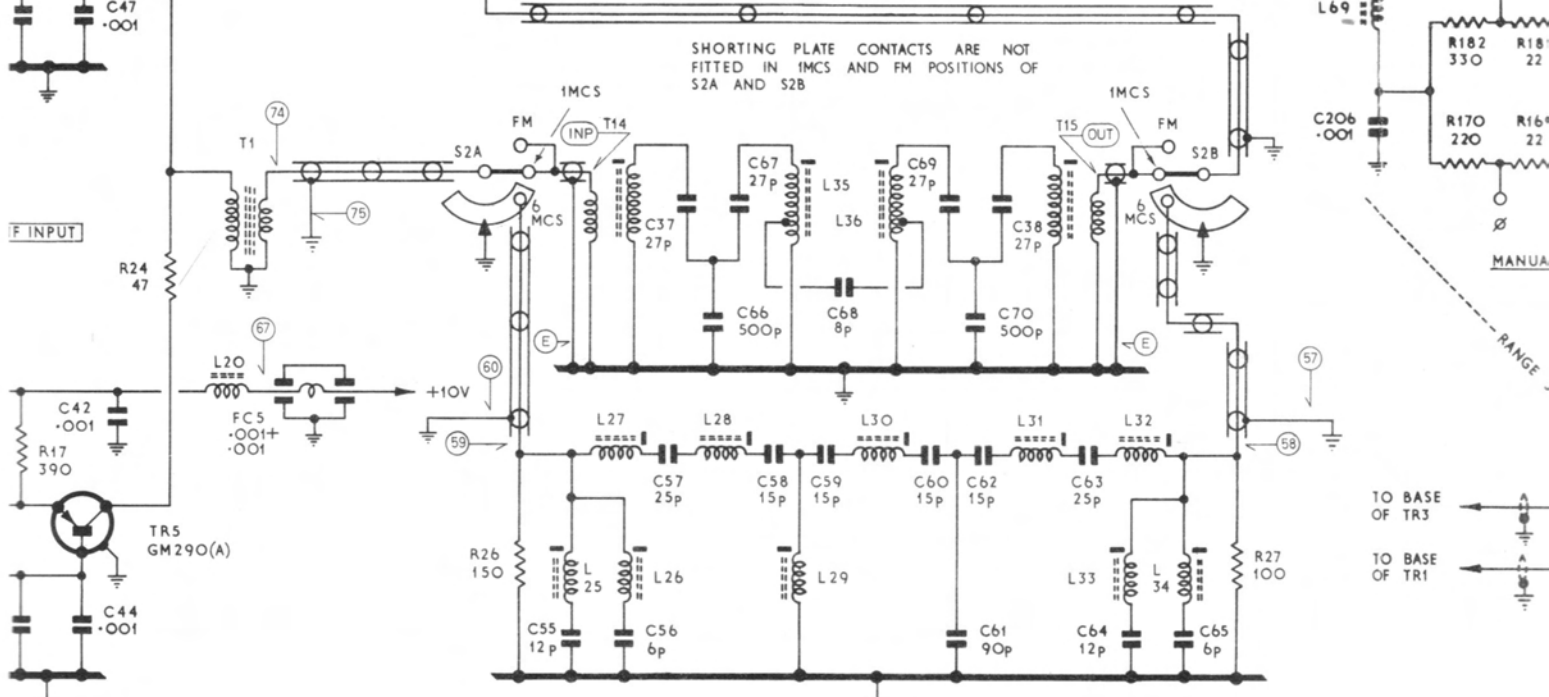 C47
·001
L69
R182
330
R181
22
SHORTING PLATE CONTACTS ARE NOT
FITTED IN 1MCS AND FM POSITIONS OF
S2A AND S2B
1MCS
1MCS
74
FM
INP
T14
T15
OUT
FM
C206
·001
R170
220
22
T1
S2A
C67
27p
C69
27p
S2B
L35
75
6
MCS
C37
27p
L36
C38
27p
6
MCS
IF INPUT
Ø
R24
47
MANUA
C66
500p
C68
8p
C70
500p
67
E
E
RANGE
L20
60
57
+10V
C42
·001
FC5
·001+
·001
L27
L28
L30
L31
L32
59
58
R17
390
C57
25p
C58
15p
C59
15p
C60
15p
C62
15p
C63
25p
TO BASE
OF TR3
TR5
GM290(A)
R26
150
L
25
L26
L29
L33
L
34
R27
100
TO BASE
OF TR1
C44
·001
C55
12p
C56
6p
C61
90p
C64
12p
C65
6p